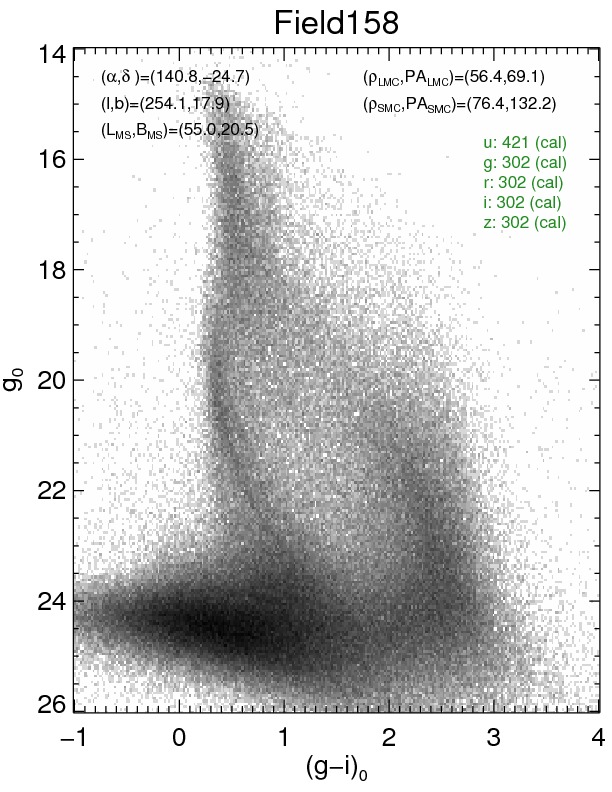 Field158
(α,δ)=(140.8,−24.7)
(l,b)=(254.1,17.9)
(LMS,BMS)=(55.0,20.5)
(ρLMC,PALMC)=(56.4,69.1)
(ρSMC,PASMC)=(76.4,132.2)
u: 421 (cal)
g: 302 (cal)
r: 302 (cal)
i: 302 (cal)
z: 302 (cal)
g0
14
16
18
20
22
24
26
−1 0 1 2 3 4
(g−i)0